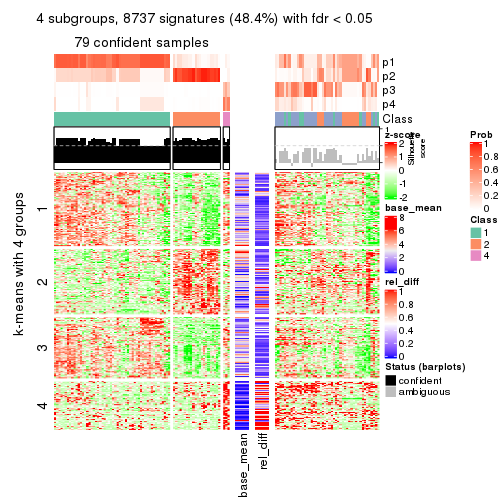 4 subgroups, 8737 signatures (48.4%) with fdr < 0.05
79 confident samples
p1
p2
p3
p4
Class
1
Silhouette
score
z-score
2
1
0
-1
-2
base_mean
8
6
4
2
0
rel_diff
1
0.8
0.6
0.4
0.2
0
Status (barplots)
confident
ambiguous
Prob
1
0.8
0.6
0.4
0.2
0
Class
1
2
4
k-means with 4 groups
1
2
3
4
base_mean
rel_diff